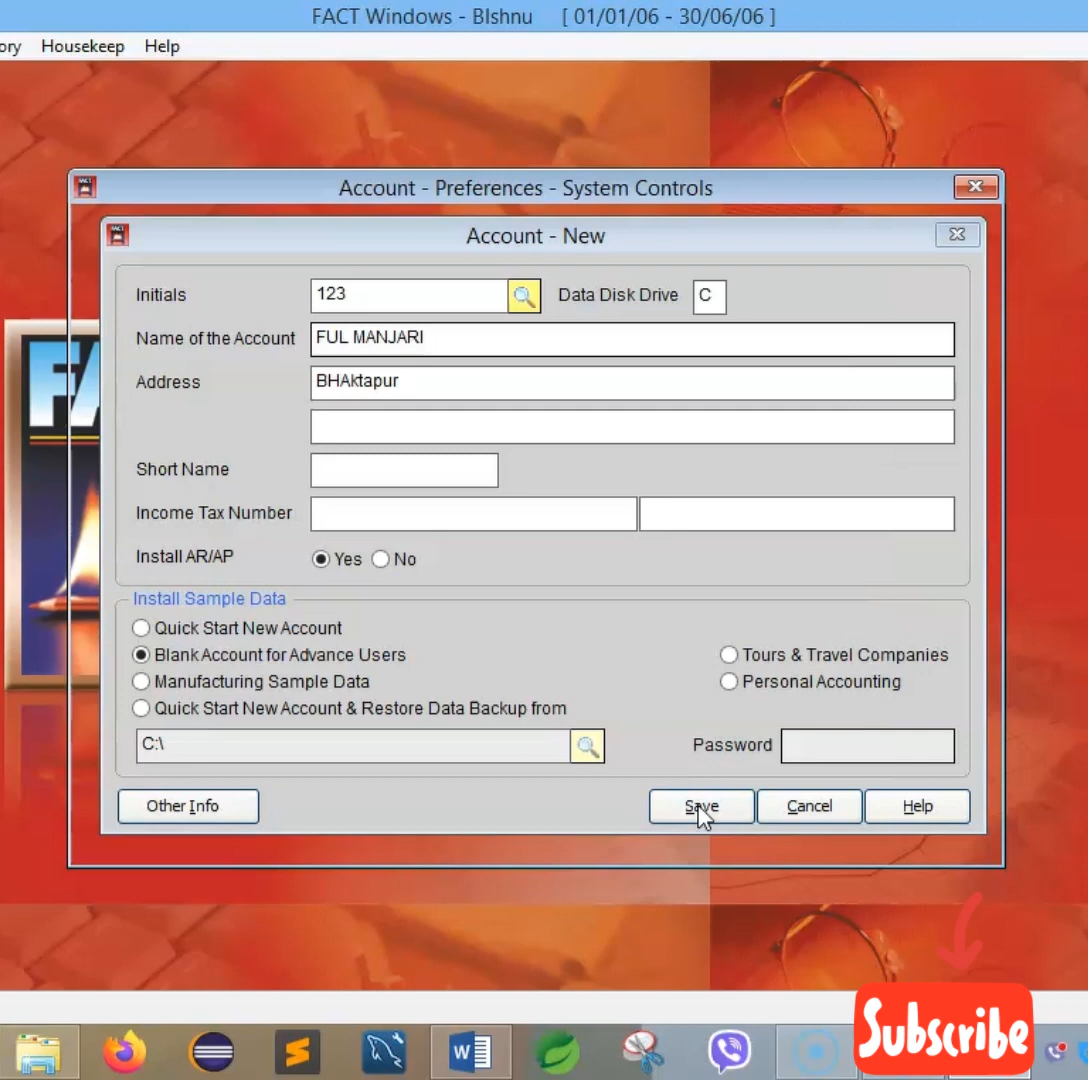 FACT Windows - BIshnu [ 01/01/06 - 30/06/06 ]
ory Housekeep Help
Account - Preferences - System Controls
Account - New
Initials 123 Data Disk Drive C
Name of the Account FUL MANJARI
Address BHAktapur
Short Name
Income Tax Number
Install AR/AP Yes No
Install Sample Data
Quick Start New Account
Blank Account for Advance Users Tours & Travel Companies
Manufacturing Sample Data Personal Accounting
Quick Start New Account & Restore Data Backup from
C:\ Password
Other Info Save Cancel Help
Subscribe